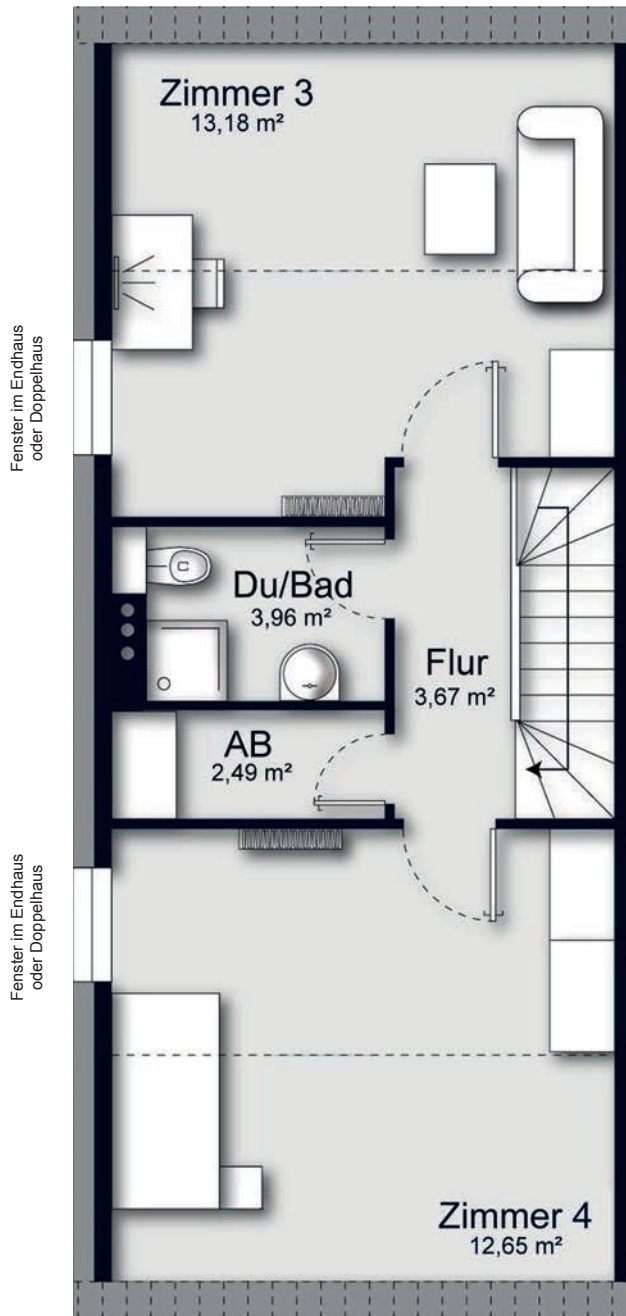 Zimmer 3
13,18 m²
Fenster im Endhaus
oder Doppelhaus
Du/Bad
3,96 m²
Flur
3,67 m²
AB
2,49 m²
Fenster im Endhaus
oder Doppelhaus
Zimmer 4
12,65 m²